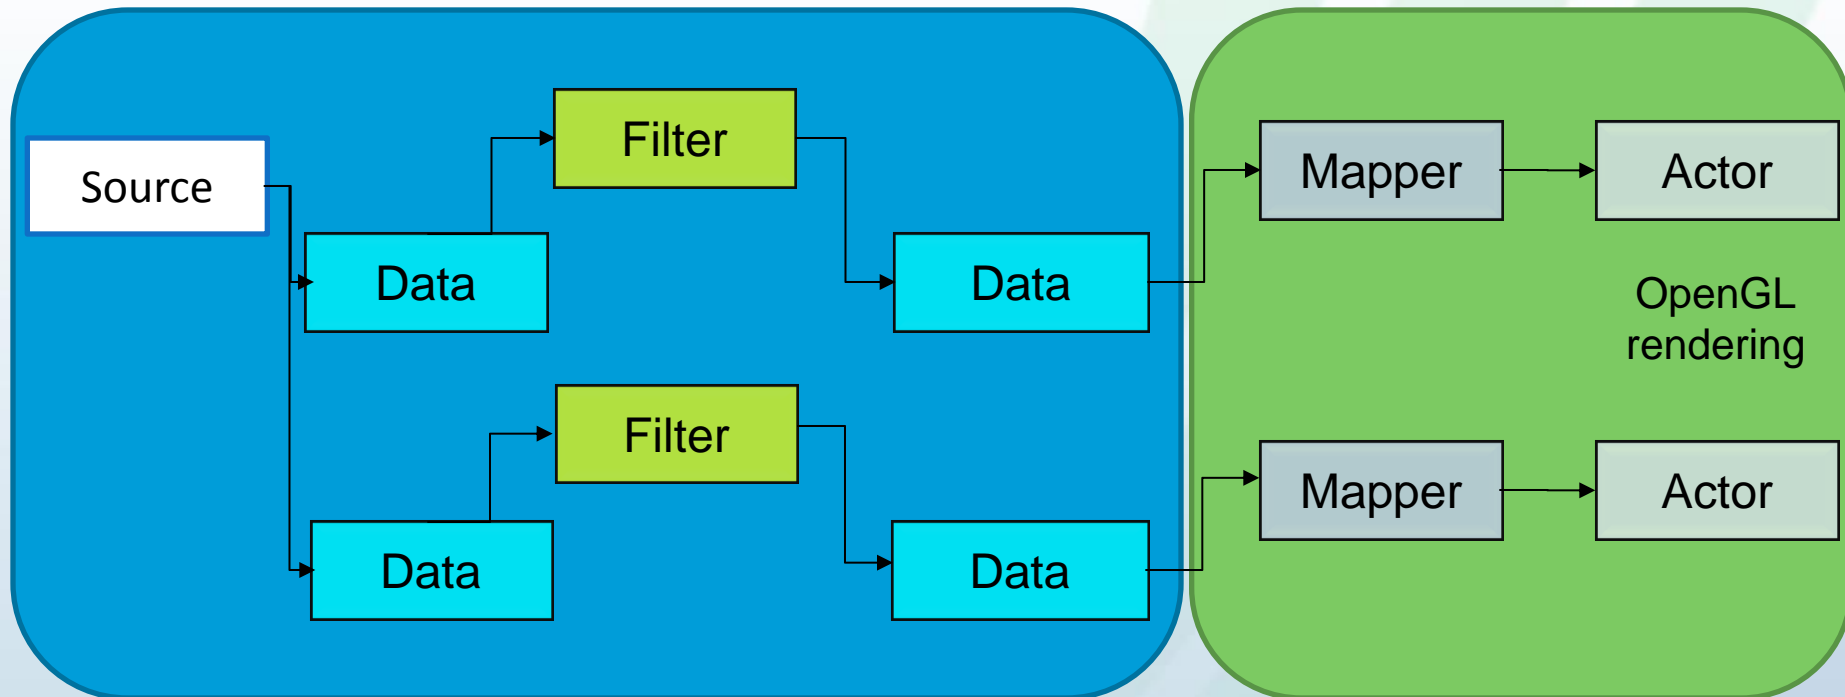 Source
Filter
Data
Data
Mapper
Actor
OpenGL
rendering
Filter
Data
Data
Mapper
Actor